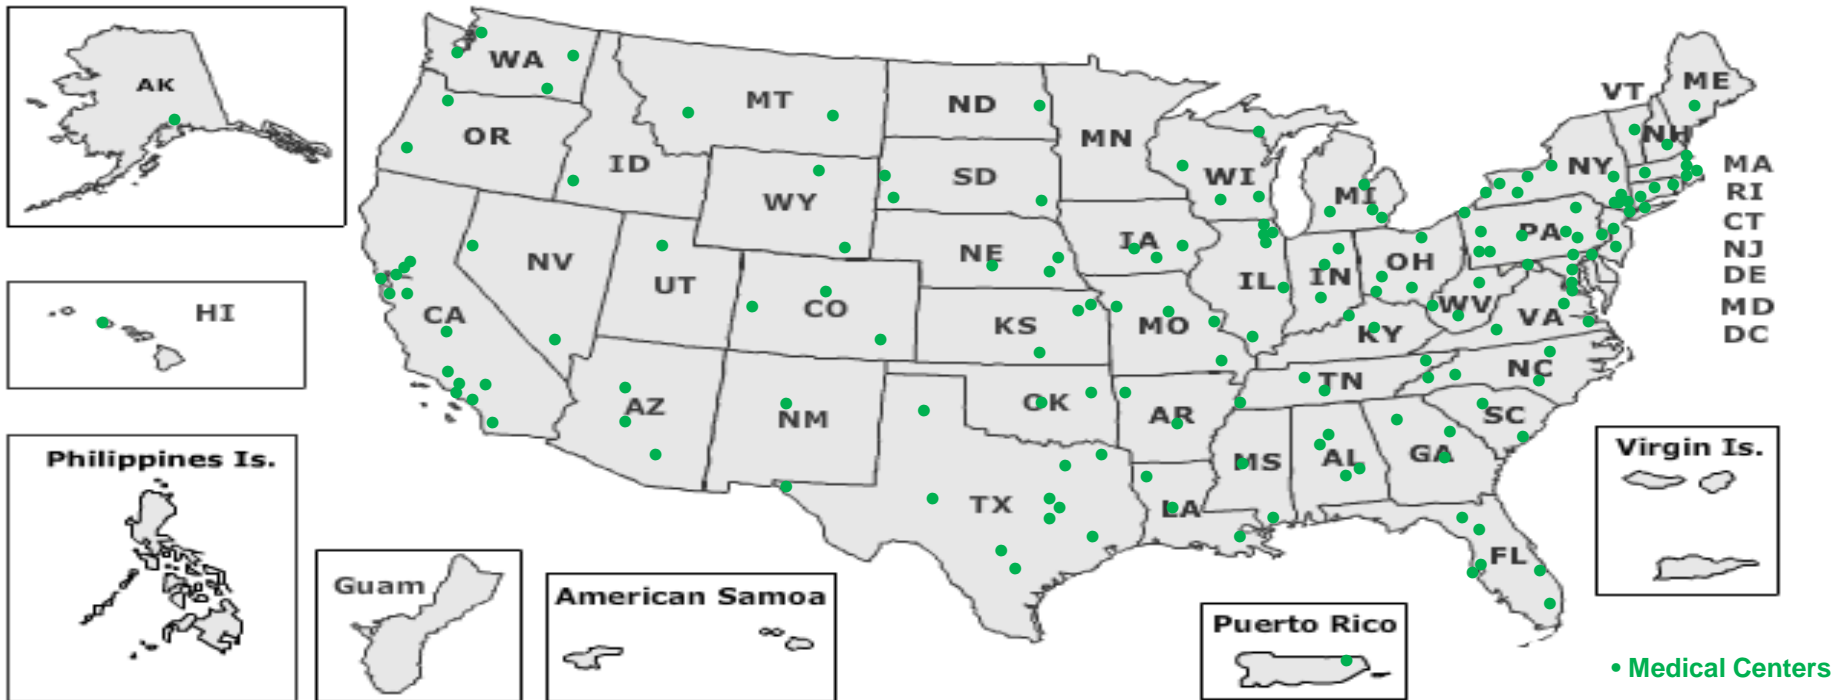 AK
WA
MT
ND
MN
OR
ID
SD
WY
WI
MI
VT
ME
NH
NY
MA
RI
CT
NJ
DE
MD
DC
HI
NV
UT
CA
CO
NE
IA
KS
MO
IL
IN
OH
PA
WV
VA
KY
AZ
NM
OK
AR
TN
NC
SC
TX
LA
MS
AL
GA
FL
Philippines Is.
Guam
American Samoa
Puerto Rico
Virgin Is.
• Medical Centers